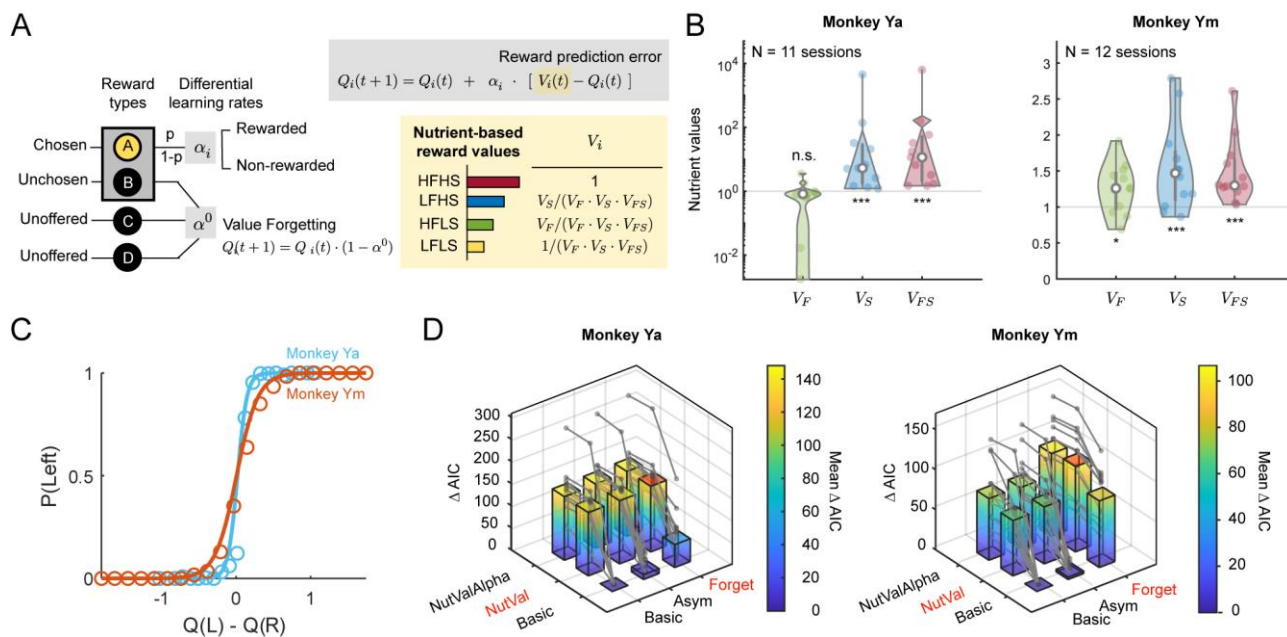 A
Reward prediction error
Q_i(t+1) = Q_i(t) + α_i · [ V_i(t) − Q_i(t) ]
Reward types
Differential learning rates
Chosen
A
p
1-p
α_i
Rewarded
Non-rewarded
Unchosen
B
Unoffered
C
α^0
Value Forgetting
Q_i(t+1) = Q_i(t) · (1 − α^0)
Unoffered
D
Nutrient-based reward values
V_i
HFHS
1
LFHS
V_S/(V_F · V_S · V_FS)
HFLS
V_F/(V_F · V_S · V_FS)
LFLS
1/(V_F · V_S · V_FS)
B
Monkey Ya
N = 11 sessions
Nutrient values
10^4
10^2
10^0
10^-2
n.s.
***
***
V_F
V_S
V_FS
Monkey Ym
N = 12 sessions
3
2.5
2
1.5
1
0.5
0
*
***
***
V_F
V_S
V_FS
C
Monkey Ya
Monkey Ym
P(Left)
1
0.5
0
-1
0
1
Q(L) - Q(R)
D
Monkey Ya
Δ AIC
300
250
200
150
100
50
0
NutValAlpha
NutVal
Basic
Basic
Asym
Forget
140
120
100
80
60
40
20
0
Mean Δ AIC
Monkey Ym
Δ AIC
150
100
50
0
NutValAlpha
NutVal
Basic
Basic
Asym
Forget
100
80
60
40
20
0
Mean Δ AIC